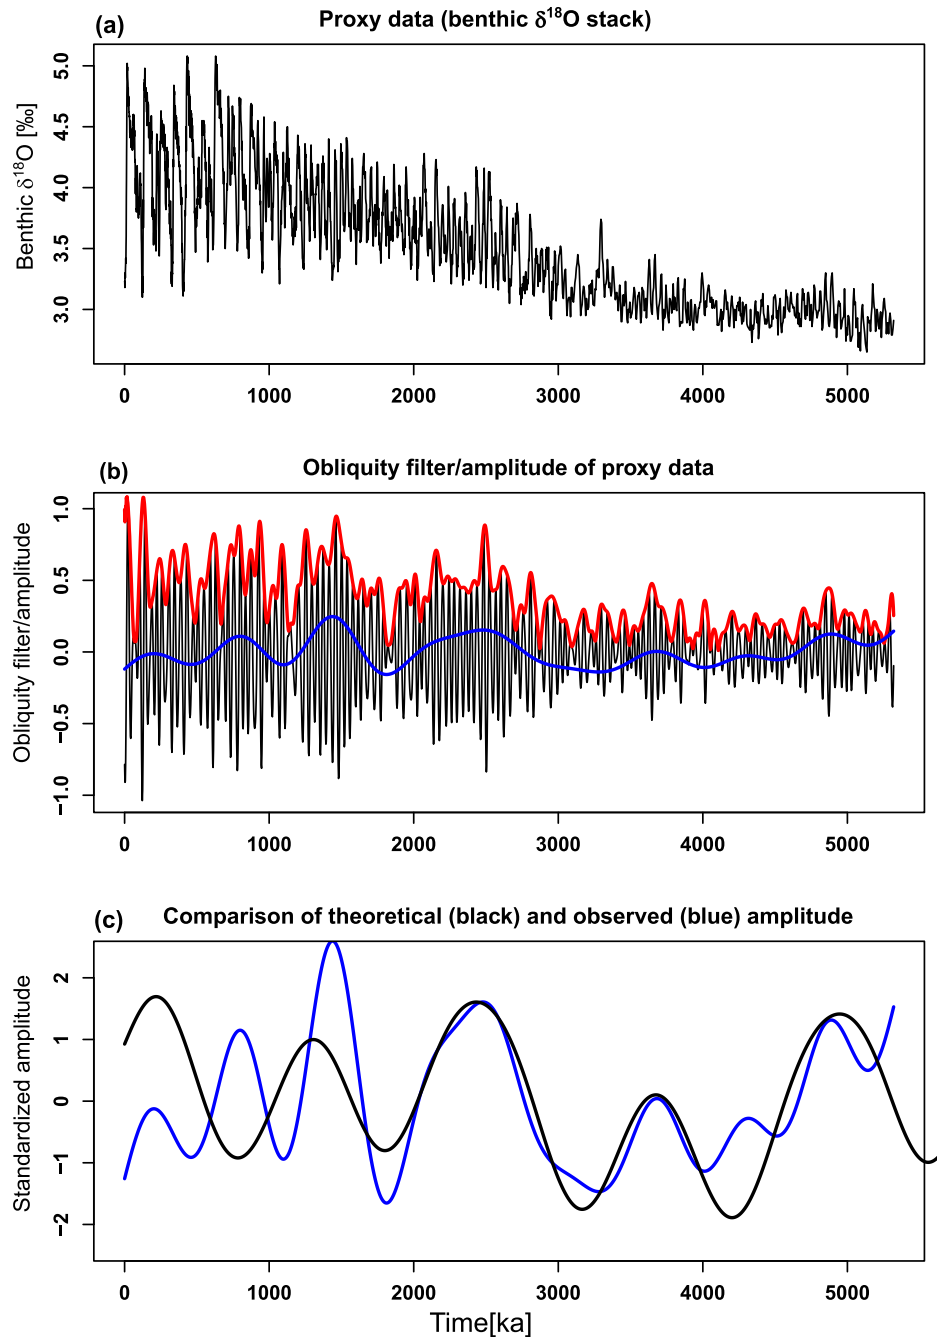 (a) Proxy data (benthic δ¹⁸O stack)
Benthic δ¹⁸O [‰]
5.0
4.5
4.0
3.5
3.0
0 1000 2000 3000 4000 5000
(b) Obliquity filter/amplitude of proxy data
Obliquity filter/amplitude
1.0
0.5
0.0
−0.5
−1.0
0 1000 2000 3000 4000 5000
(c) Comparison of theoretical (black) and observed (blue) amplitude
Standardized amplitude
2
1
0
−1
−2
0 1000 2000 3000 4000 5000
Time[ka]